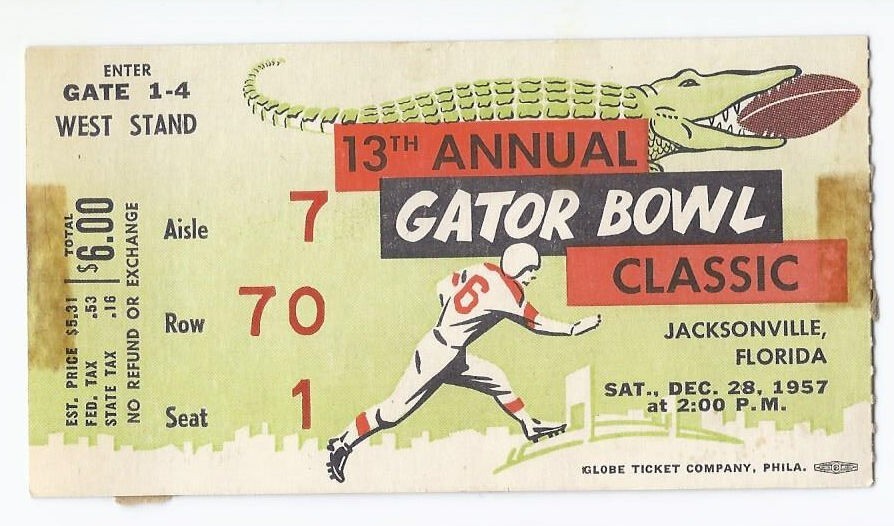 ENTER
GATE 1-4
WEST STAND
13TH ANNUAL
GATOR BOWL
CLASSIC
JACKSONVILLE,
FLORIDA
SAT., DEC. 28, 1957
at 2:00 P.M.
Aisle 7
Row 70
Seat 1
EST. PRICE $5.31
FED. TAX .53
STATE TAX .16
TOTAL $6.00
NO REFUND OR EXCHANGE
6
GLOBE TICKET COMPANY, PHILA.